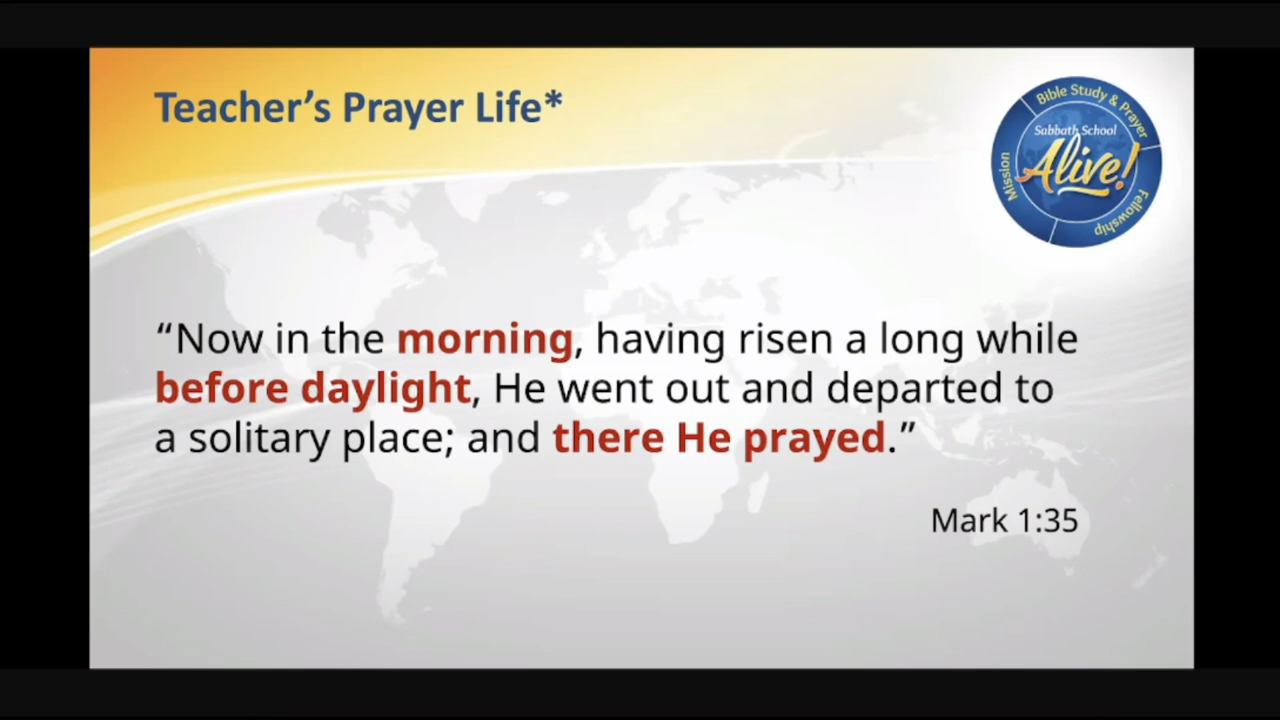 Teacher’s Prayer Life*
Bible Study & Prayer
Sabbath School
Alive!
Mission
Fellowship
“Now in the morning, having risen a long while
before daylight, He went out and departed to
a solitary place; and there He prayed.”
Mark 1:35